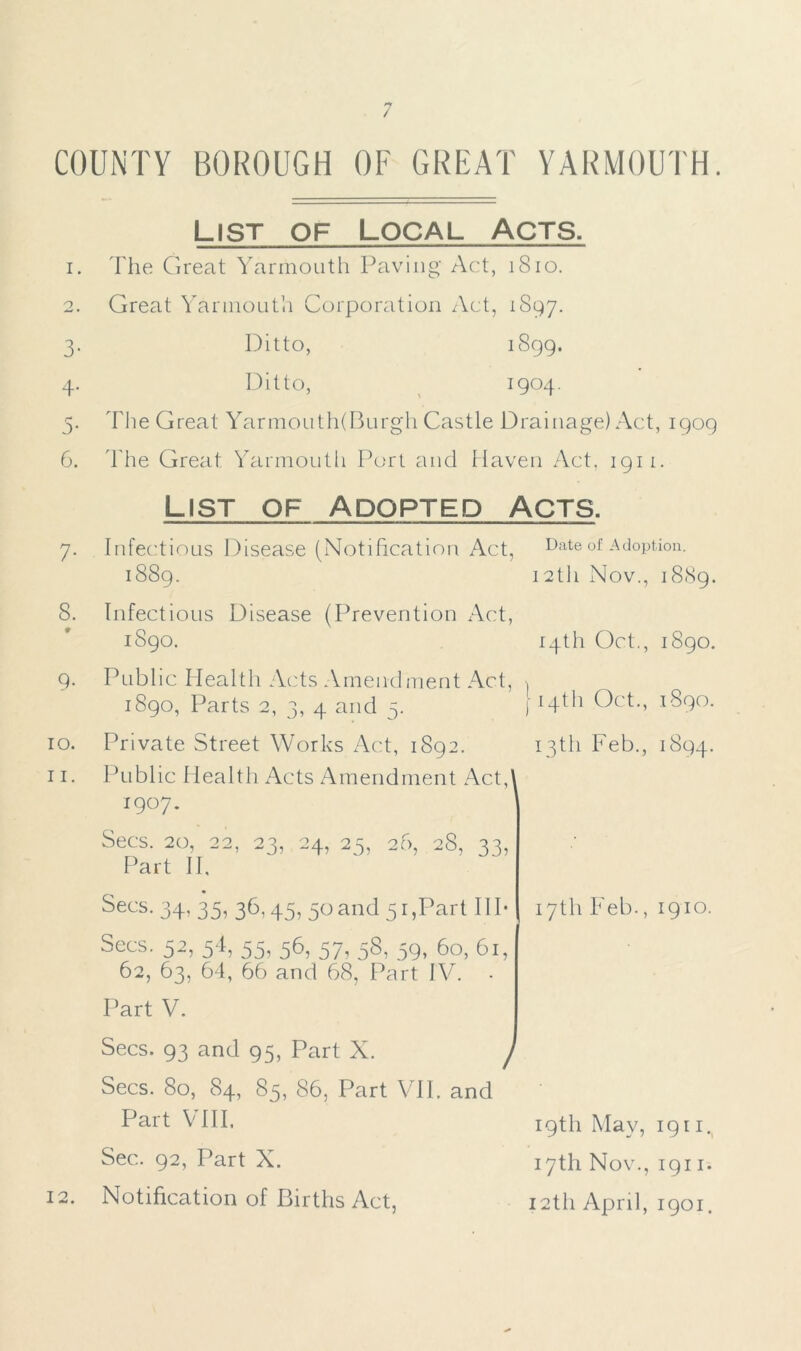 7
COUNTY BOROUGH OF GREAT YARMOUTH.
LIST OF LOCAL ACTS.
1. The Great Yarmouth Paving Act, 1810.
2. Great Yarmouth Corporation Act, 1897.
3. Ditto, 1899.
4. Ditto, 1904.
5. The Great Yarmouth(Burgh Castle Drainage) Act, 1909
6. The Great Yarmouth Port and Haven Act, 1911.
LIST OF ADOPTED ACTS.
7. Infectious Disease (Notification Act, Date of Adoption.
1889. 12th Nov., 1889.
8. Infectious Disease (Prevention Act,
1890. 14th Oct., 1890.
9. Public Health Acts Amendment Act,
1890, Parts 2, 3, 4 and 5. } 14th Oct., 1890.
10. Private Street Works Act, 1892. 13th Feb., 1894.
11. Public Health Acts Amendment Act,
1907.
Secs. 20, 22, 23, 24, 25, 26, 28, 33,
Part II,
Secs. 34, 35, 36, 45, 50 and 51, Part III. 17th Feb., 1910.
Secs. 52, 54, 55, 56, 57, 58, 59, 60, 61,
62, 63, 64, 66 and 68, Part IV.
Part V.
Secs. 93 and 95, Part X.
Secs. 80, 84, 85, 86, Part VII. and
Part VIII, 19th May, 1911.
Sec. 92, Part X. 17th Nov., 1911.
12. Notification of Births Act, 12th April, 1901.